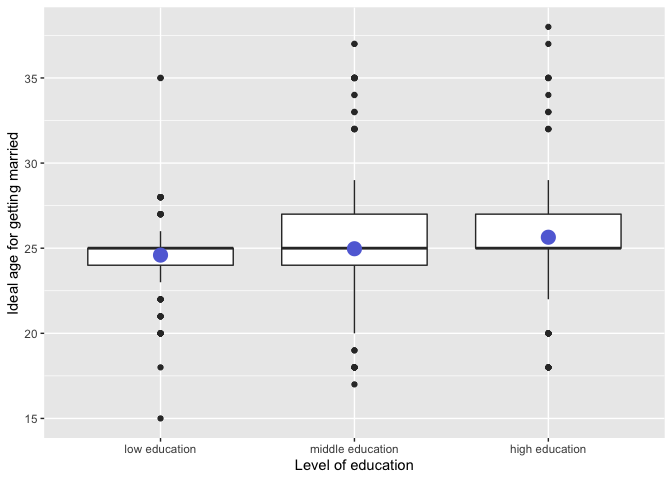 Ideal age for getting married
35
30
25
20
15
low education
middle education
high education
Level of education